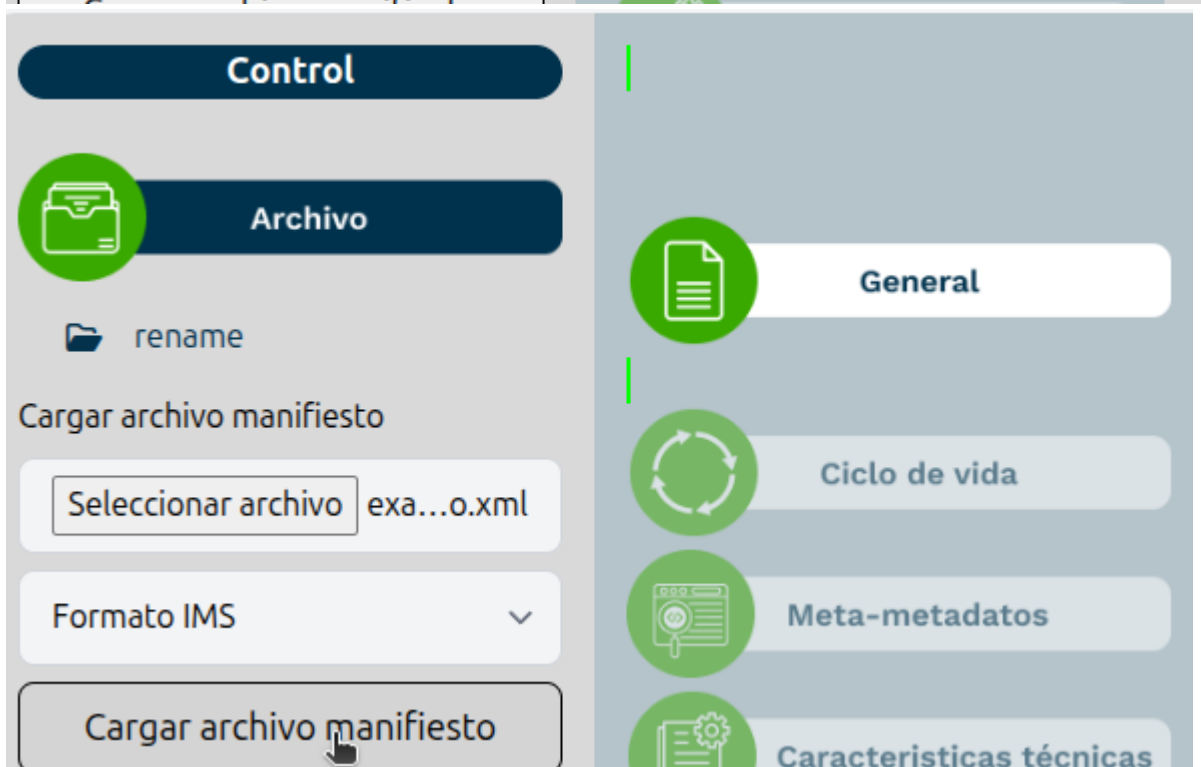 Control
Archivo
rename
Cargar archivo manifiesto
Seleccionar archivo exa...o.xml
Formato IMS
Cargar archivo manifiesto
General
Ciclo de vida
Meta-metadatos
Caracteristicas técnicas